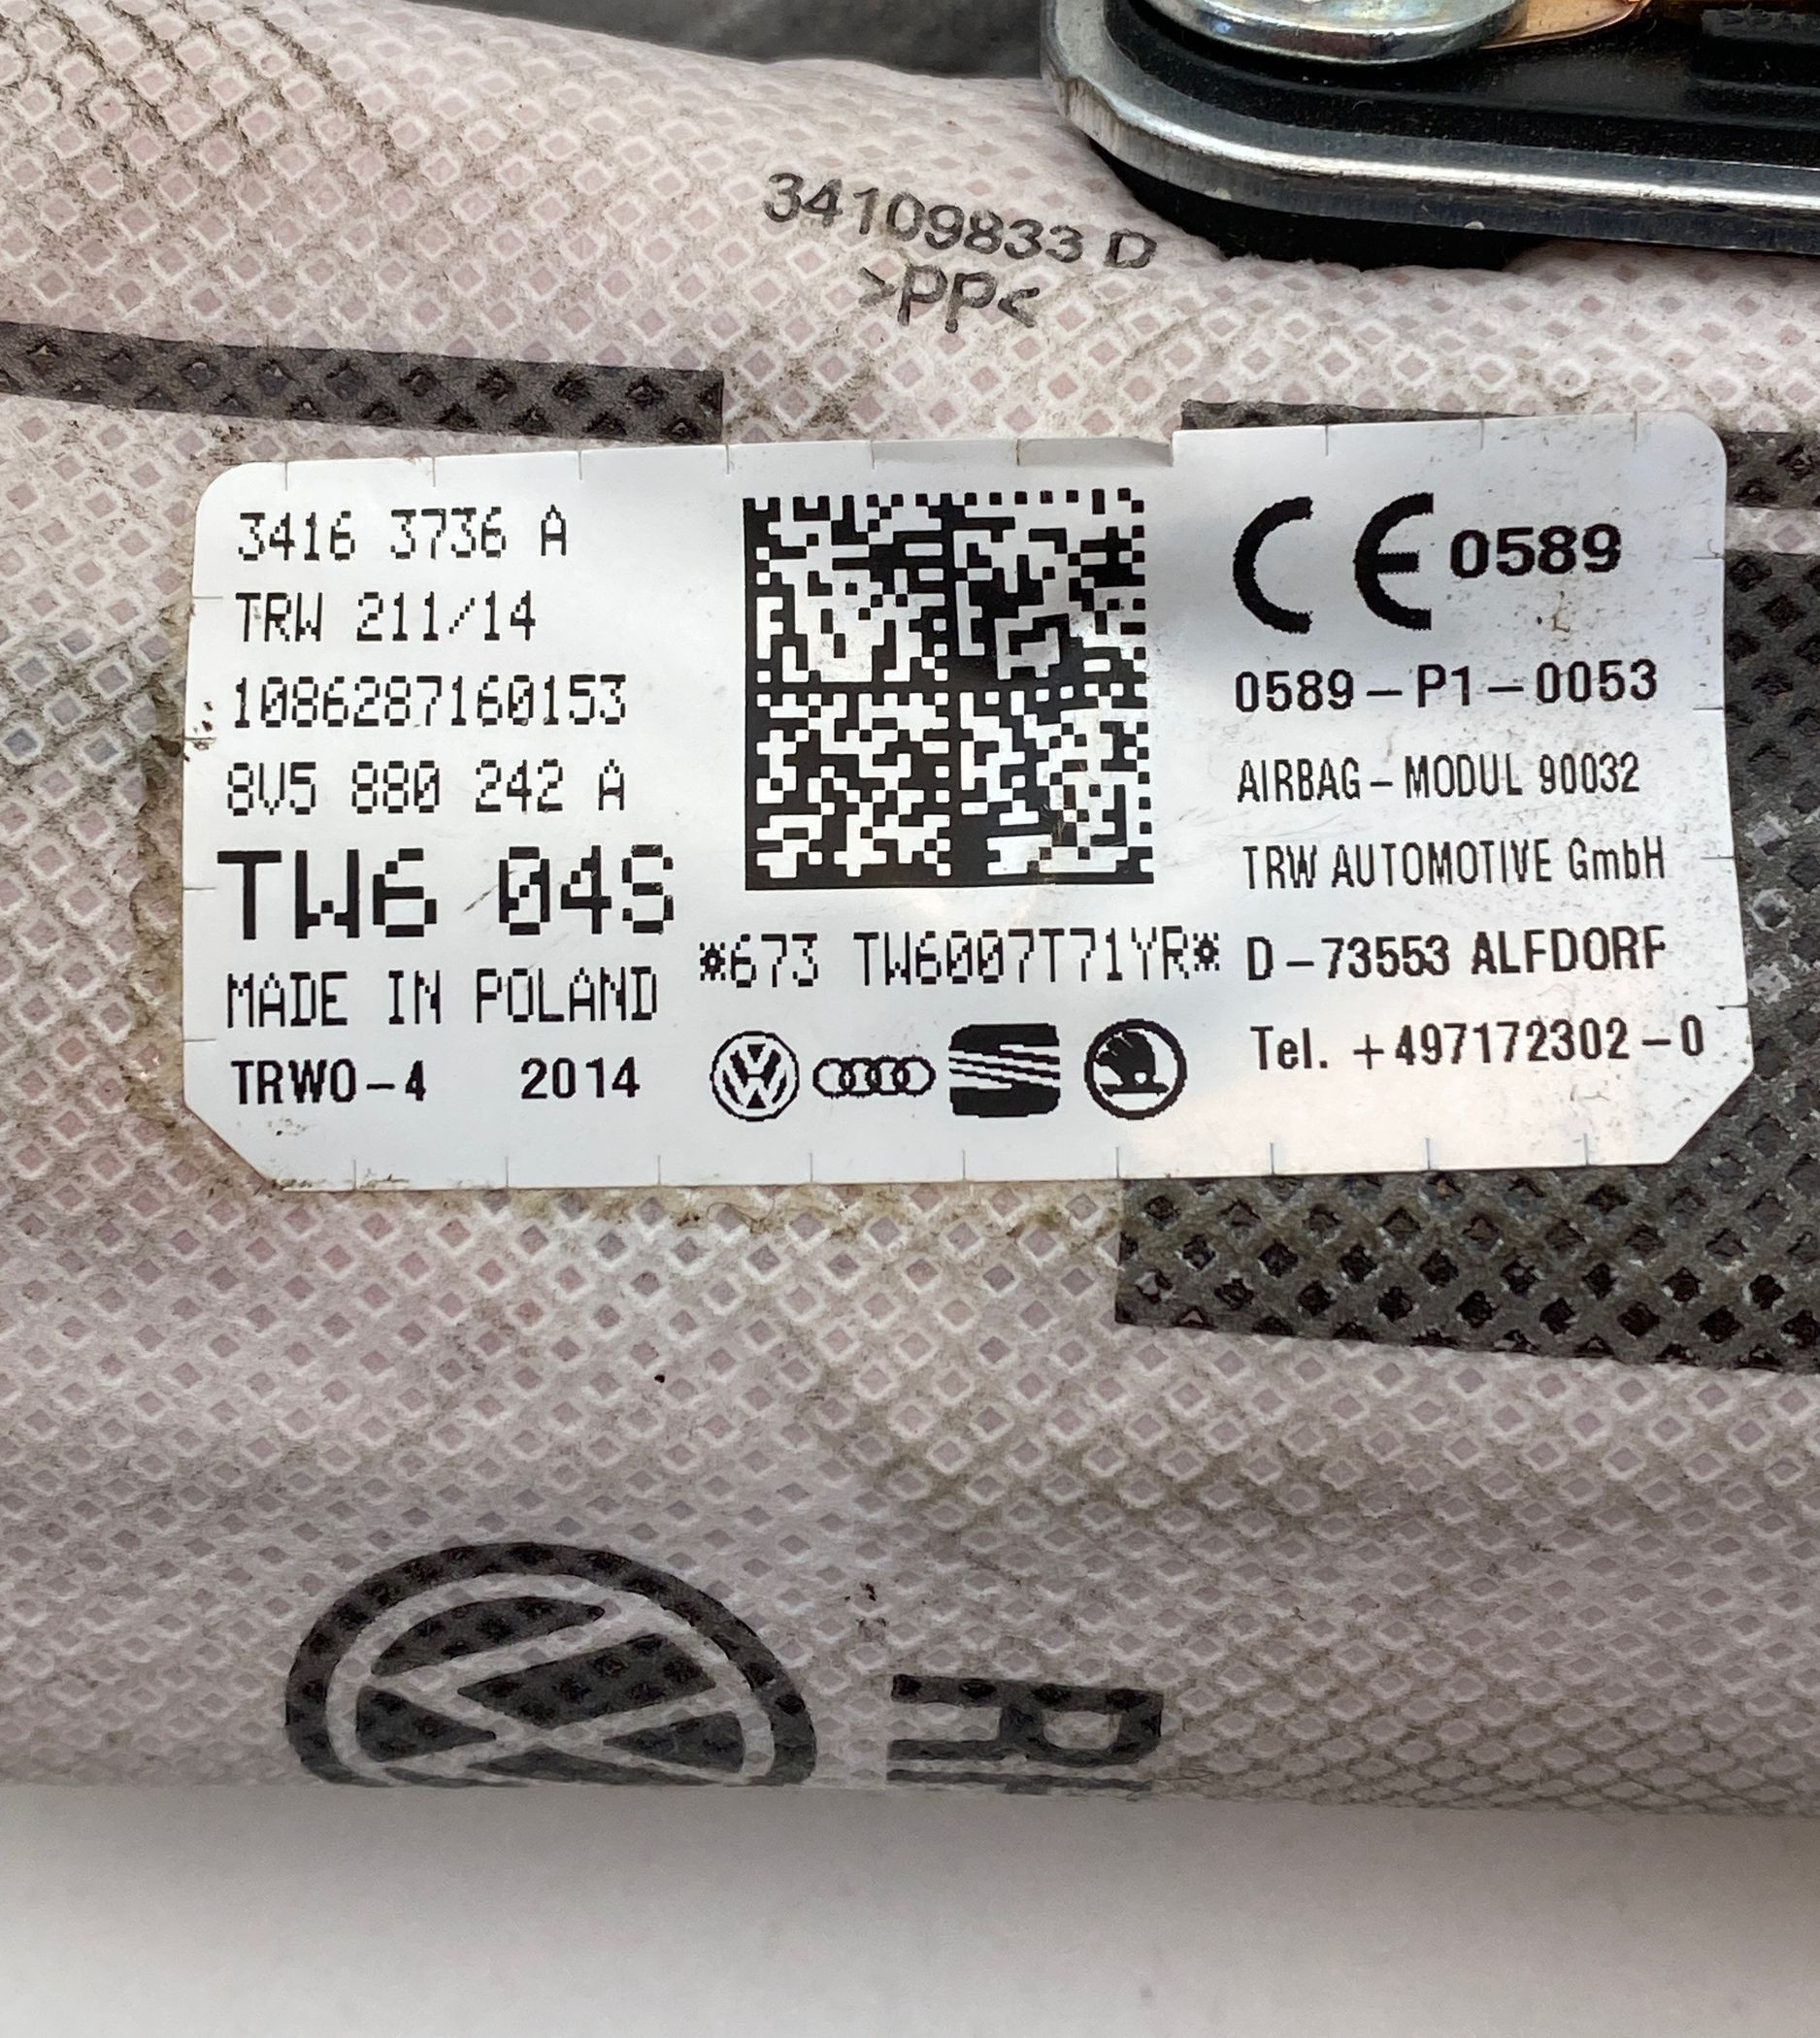 34109833 D
>PP<
3416 3736 A
TRW 211/14
1086287160153
8V5 880 242 A
TW6 04S
MADE IN POLAND
TRWO-4 2014
*673 TW6007T71YR*
CE 0589
0589-P1-0053
AIRBAG-MODUL 90032
TRW AUTOMOTIVE GmbH
D-73553 ALFDORF
Tel. +497172302-0